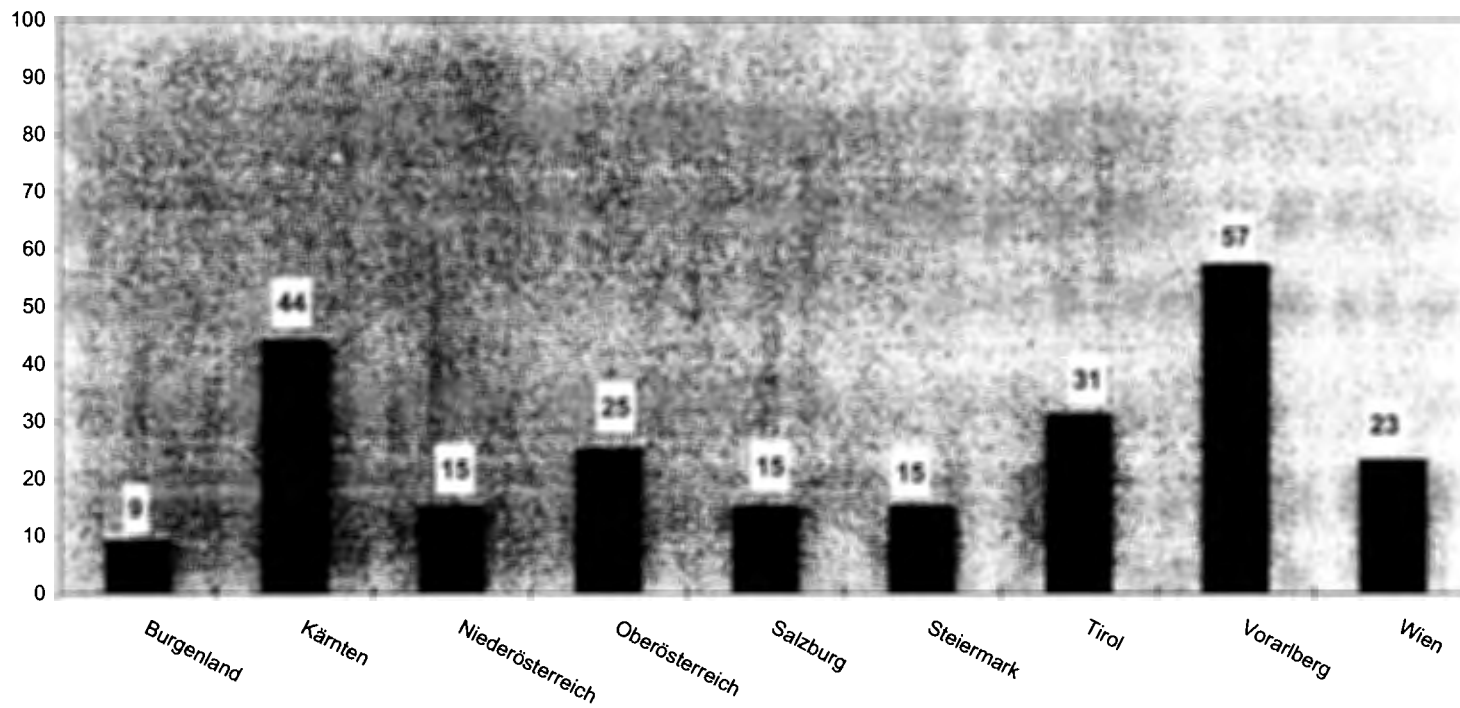 100
90
80
70
60
50
40
30
20
10
0
9
44
15
25
15
15
31
57
23
Burgenland
Kärnten
Niederösterreich
Oberösterreich
Salzburg
Steiermark
Tirol
Vorarlberg
Wien